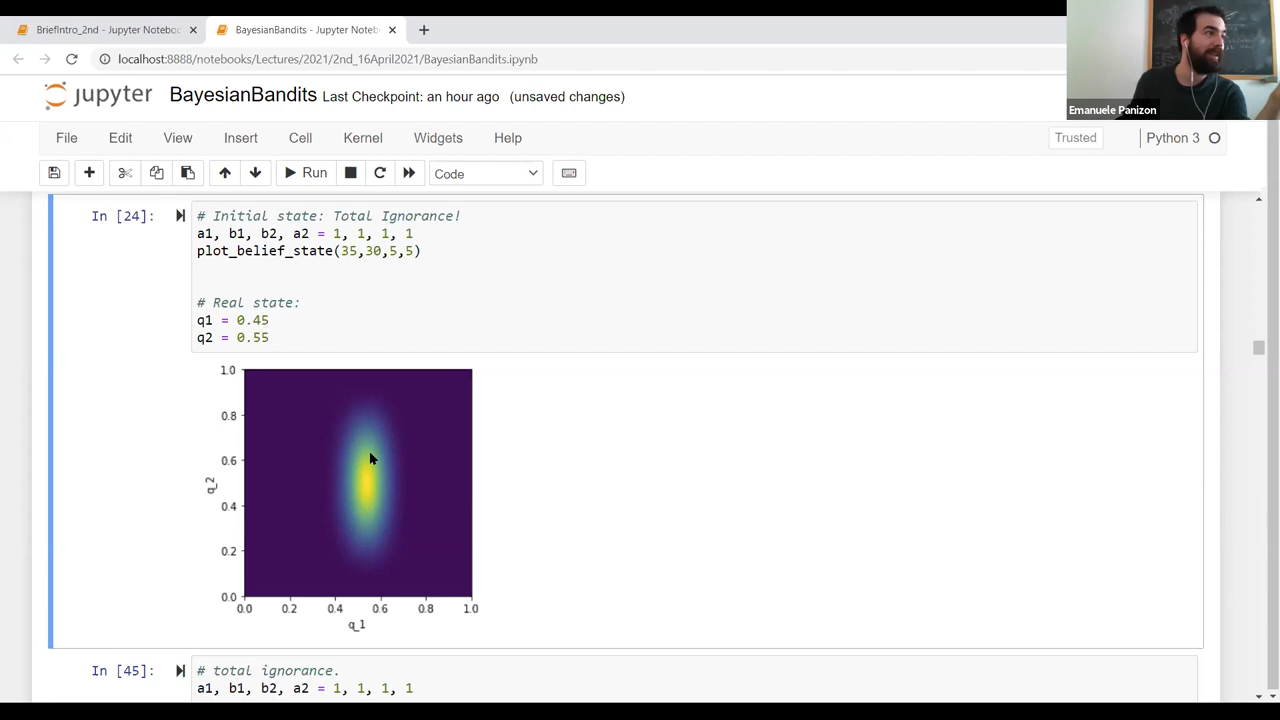 BriefIntro_2nd - Jupyter Noteboo
BayesianBandits - Jupyter Noteb
localhost:8888/notebooks/Lectures/2021/2nd_16April2021/BayesianBandits.ipynb
Emanuele Panizon
jupyter BayesianBandits Last Checkpoint: an hour ago (unsaved changes)
File Edit View Insert Cell Kernel Widgets Help Trusted Python 3
Run Code
In [24]: # Initial state: Total Ignorance!
a1, b1, b2, a2 = 1, 1, 1, 1
plot_belief_state(35,30,5,5)
# Real state:
q1 = 0.45
q2 = 0.55
1.0
0.8
0.6
q_2
0.4
0.2
0.0
0.0 0.2 0.4 0.6 0.8 1.0
q_1
In [45]: # total ignorance.
a1, b1, b2, a2 = 1, 1, 1, 1